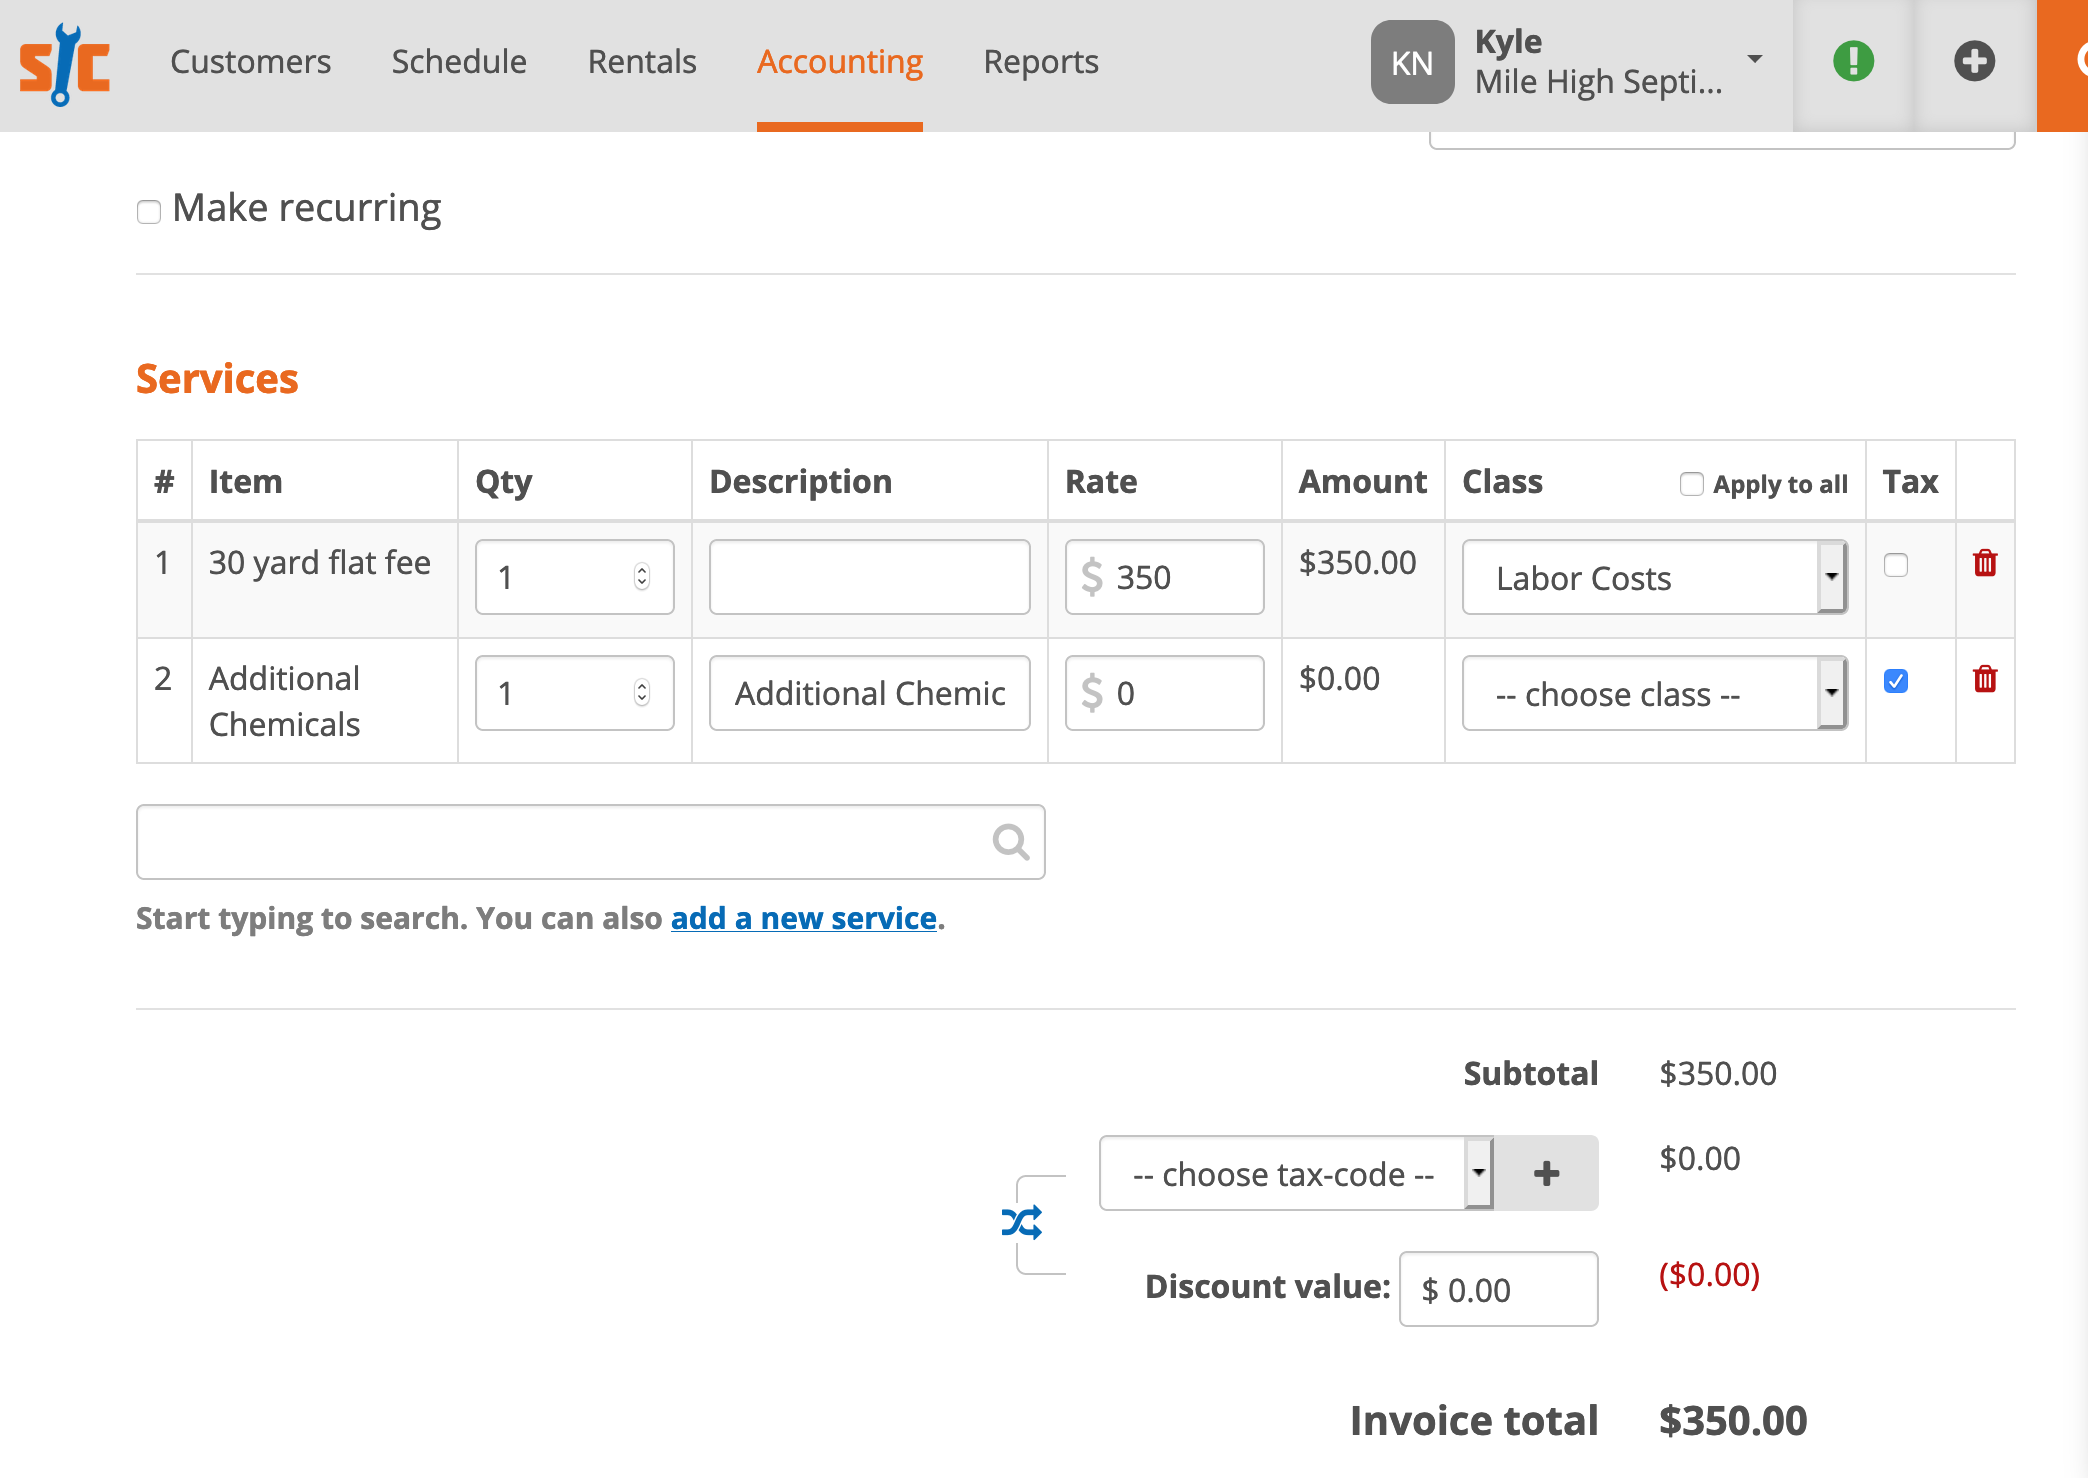 SC
Customers Schedule Rentals Accounting Reports
KN
Kyle
Mile High Septi...
Make recurring
Services
# Item Qty Description Rate Amount Class Apply to all Tax
1 30 yard flat fee 1 $ 350 $350.00 Labor Costs
2 Additional Chemicals 1 Additional Chemic $ 0 $0.00 -- choose class --
Start typing to search. You can also add a new service.
Subtotal $350.00
-- choose tax-code -- + $0.00
Discount value: $ 0.00 ($0.00)
Invoice total $350.00